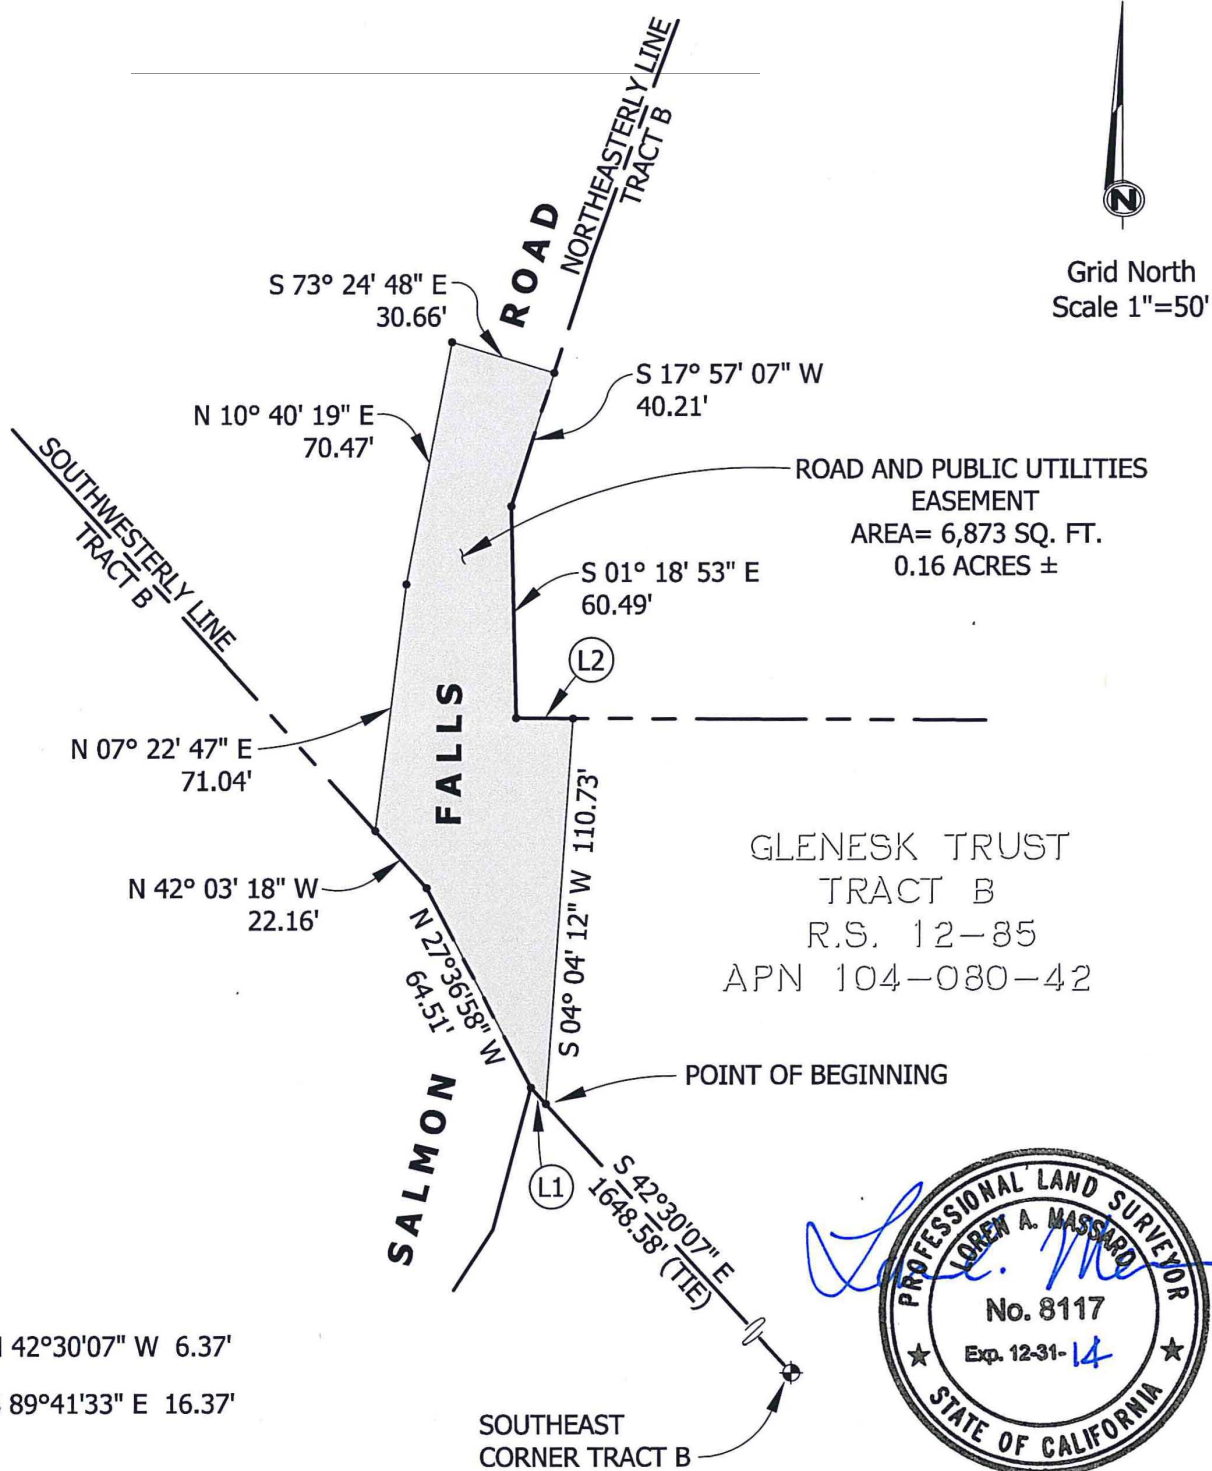 NORTHEASTERLY LINE
TRACT B
ROAD
N
Grid North
Scale 1"=50'
S 73° 24' 48" E
30.66'
S 17° 57' 07" W
40.21'
N 10° 40' 19" E
70.47'
SOUTHWESTERLY LINE
TRACT B
ROAD AND PUBLIC UTILITIES
EASEMENT
AREA= 6,873 SQ. FT.
0.16 ACRES ±
S 01° 18' 53" E
60.49'
L2
FALLS
N 07° 22' 47" E
71.04'
S 04° 04' 12" W 110.73'
GLENESK TRUST
TRACT B
R.S. 12-85
APN 104-080-42
N 42° 03' 18" W
22.16'
N 27°36'58" W
64.51'
POINT OF BEGINNING
SALMON
L1
S 42°30'07" E
1648.58' (TIE)
PROFESSIONAL LAND SURVEYOR
LOREN A. MASSARO
No. 8117
Exp. 12-31-14
STATE OF CALIFORNIA
42°30'07" W 6.37'
89°41'33" E 16.37'
SOUTHEAST
CORNER TRACT B